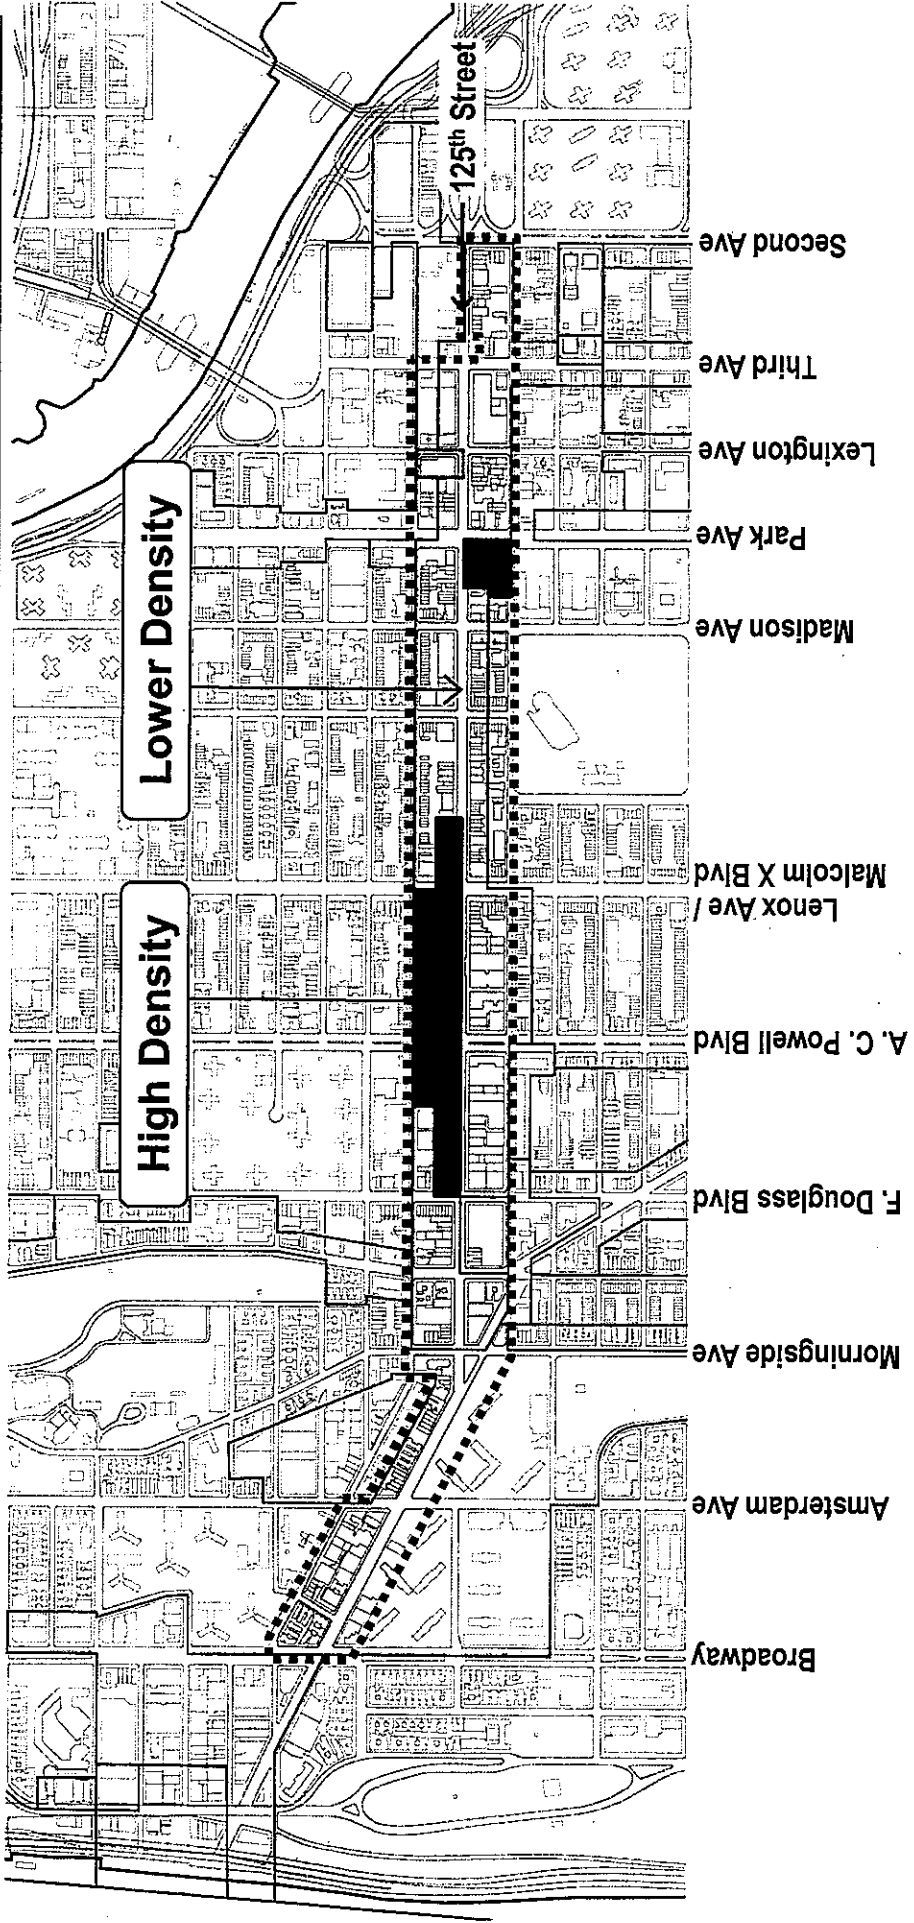 125th Street
Lower Density
High Density
Second Ave
Third Ave
Lexington Ave
Park Ave
Madison Ave
Lenox Ave /
Malcolm X Blvd
A. C. Powell Blvd
F. Douglass Blvd
Morningside Ave
Amsterdam Ave
Broadway